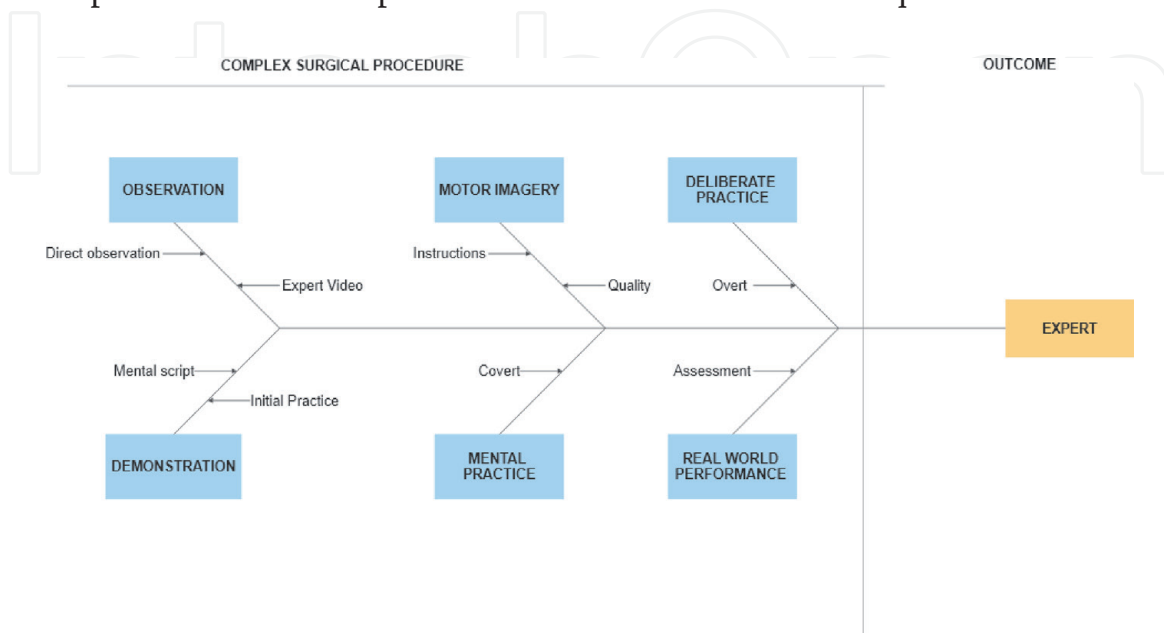 COMPLEX SURGICAL PROCEDURE
OUTCOME
OBSERVATION
MOTOR IMAGERY
DELIBERATE
PRACTICE
Direct observation
Instructions
Expert Video
Quality
Overt
EXPERT
Mental script
Covert
Assessment
Initial Practice
DEMONSTRATION
MENTAL
PRACTICE
REAL WORLD
PERFORMANCE